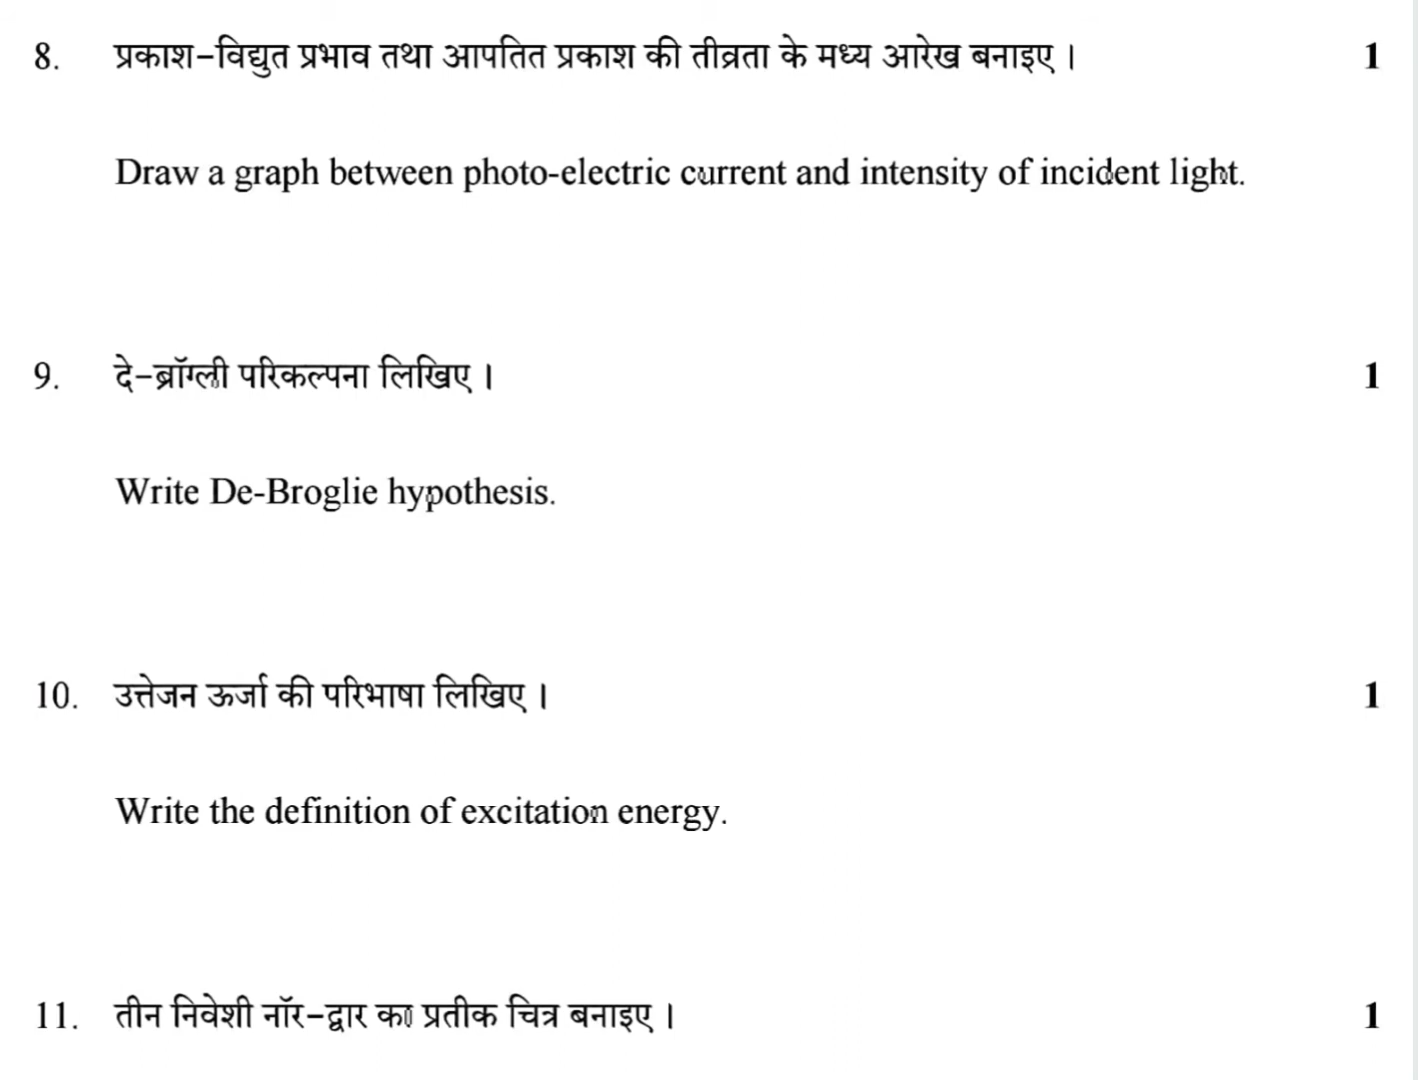 8. प्रकाश-विद्युत प्रभाव तथा आपतित प्रकाश की तीव्रता के मध्य आरेख बनाइए । 1
Draw a graph between photo-electric current and intensity of incident light.
9. दे-ब्रॉग्ली परिकल्पना लिखिए । 1
Write De-Broglie hypothesis.
10. उत्तेजन ऊर्जा की परिभाषा लिखिए । 1
Write the definition of excitation energy.
11. तीन निवेशी नॉर-द्वार का प्रतीक चित्र बनाइए । 1